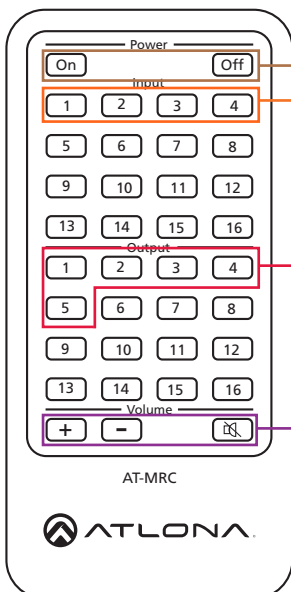 Power
On Off
Input
1 2 3 4
5 6 7 8
9 10 11 12
13 14 15 16
Output
1 2 3 4
5 6 7 8
9 10 11 12
13 14 15 16
Volume
+ −
AT-MRC
ATLONA.